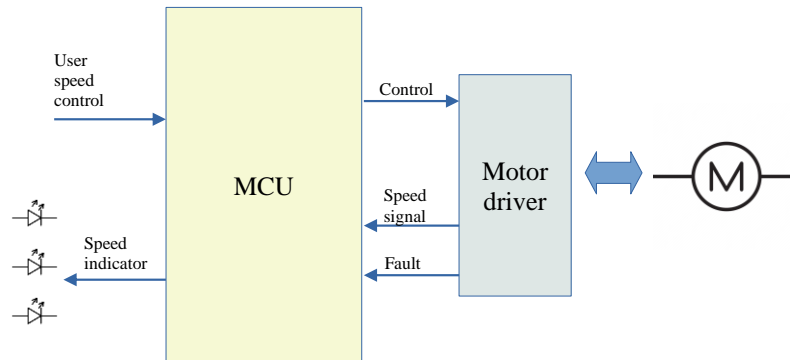 User
speed
control
MCU
Control
Motor
driver
Speed
signal
Fault
Speed
indicator
M